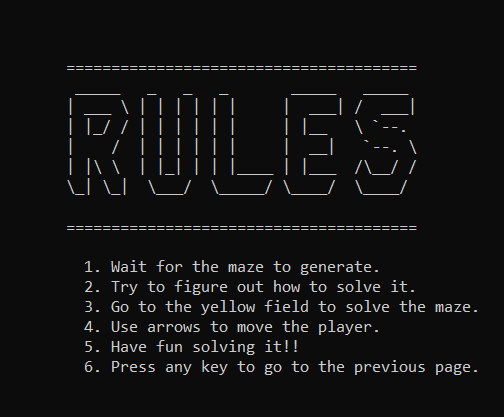 RULES
1. Wait for the maze to generate.
2. Try to figure out how to solve it.
3. Go to the yellow field to solve the maze.
4. Use arrows to move the player.
5. Have fun solving it!!
6. Press any key to go to the previous page.